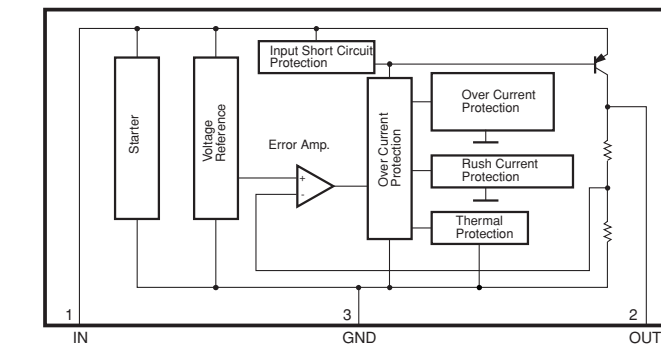 Input Short Circuit
Protection
Starter
Voltage
Reference
Error Amp.
+
-
Over Current
Protection
Over Current
Protection
Rush Current
Protection
Thermal
Protection
1
3
2
IN
GND
OUT